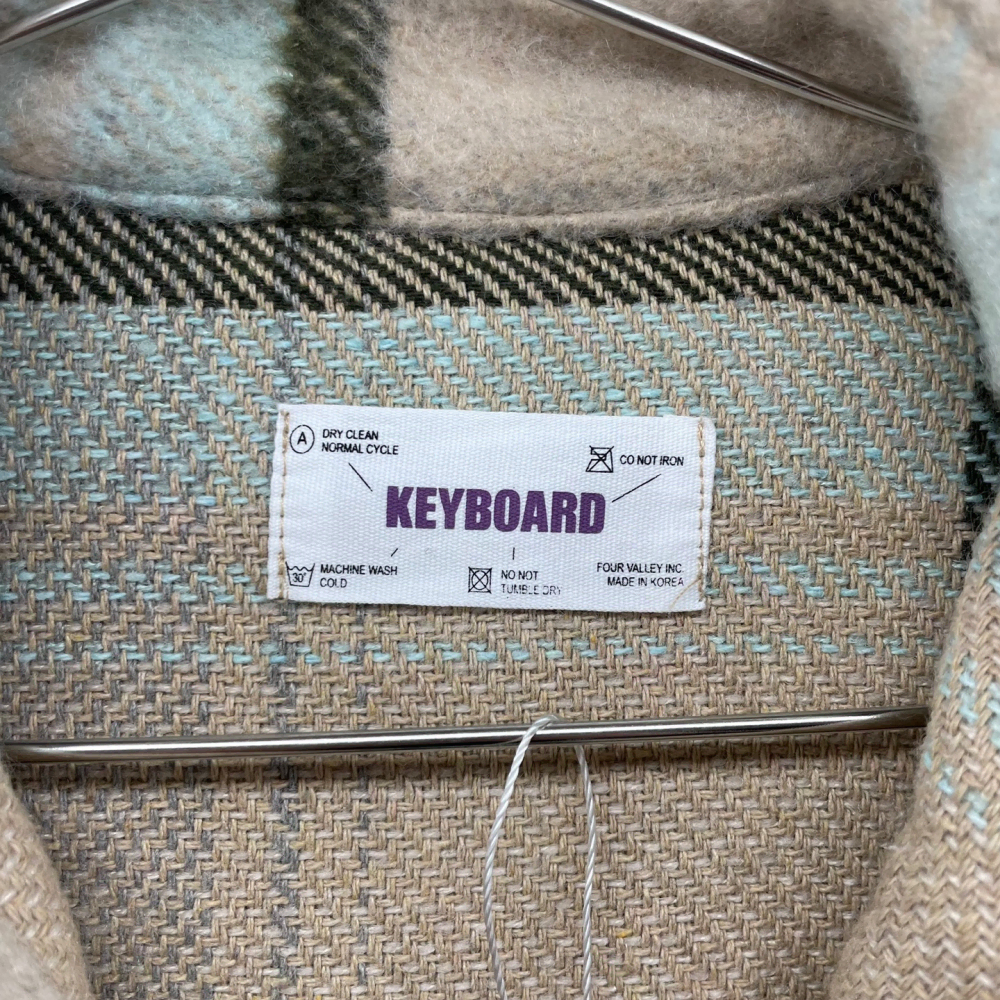 A
DRY CLEAN
NORMAL CYCLE
CO NOT IRON
KEYBOARD
30°
MACHINE WASH
COLD
NO NOT
TUMBLE DRY
FOUR VALLEY INC.
MADE IN KOREA